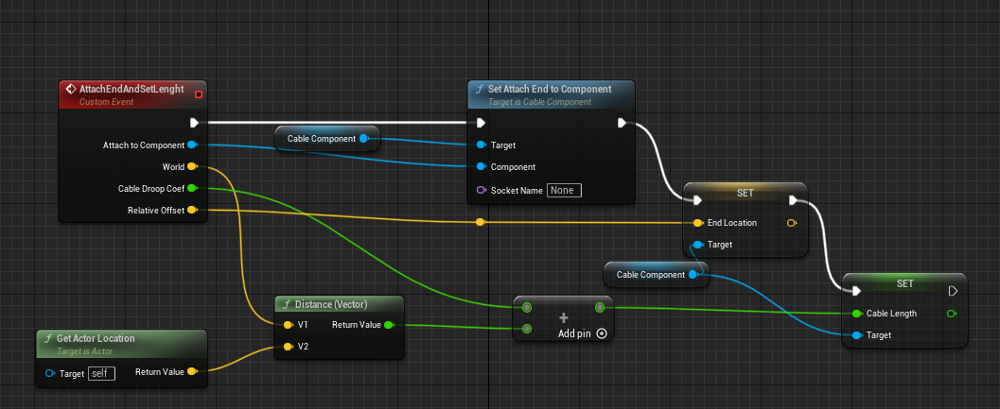 AttachEndAndSetLenght
Custom Event
Attach to Component
World
Cable Droop Coef
Relative Offset
Cable Component
f Set Attach End to Component
Target is Cable Component
Target
Component
Socket Name None
SET
End Location
Target
Cable Component
SET
Cable Length
Target
f Distance (Vector)
V1 Return Value
V2
+
Add pin
f Get Actor Location
Target is Actor
Target self Return Value